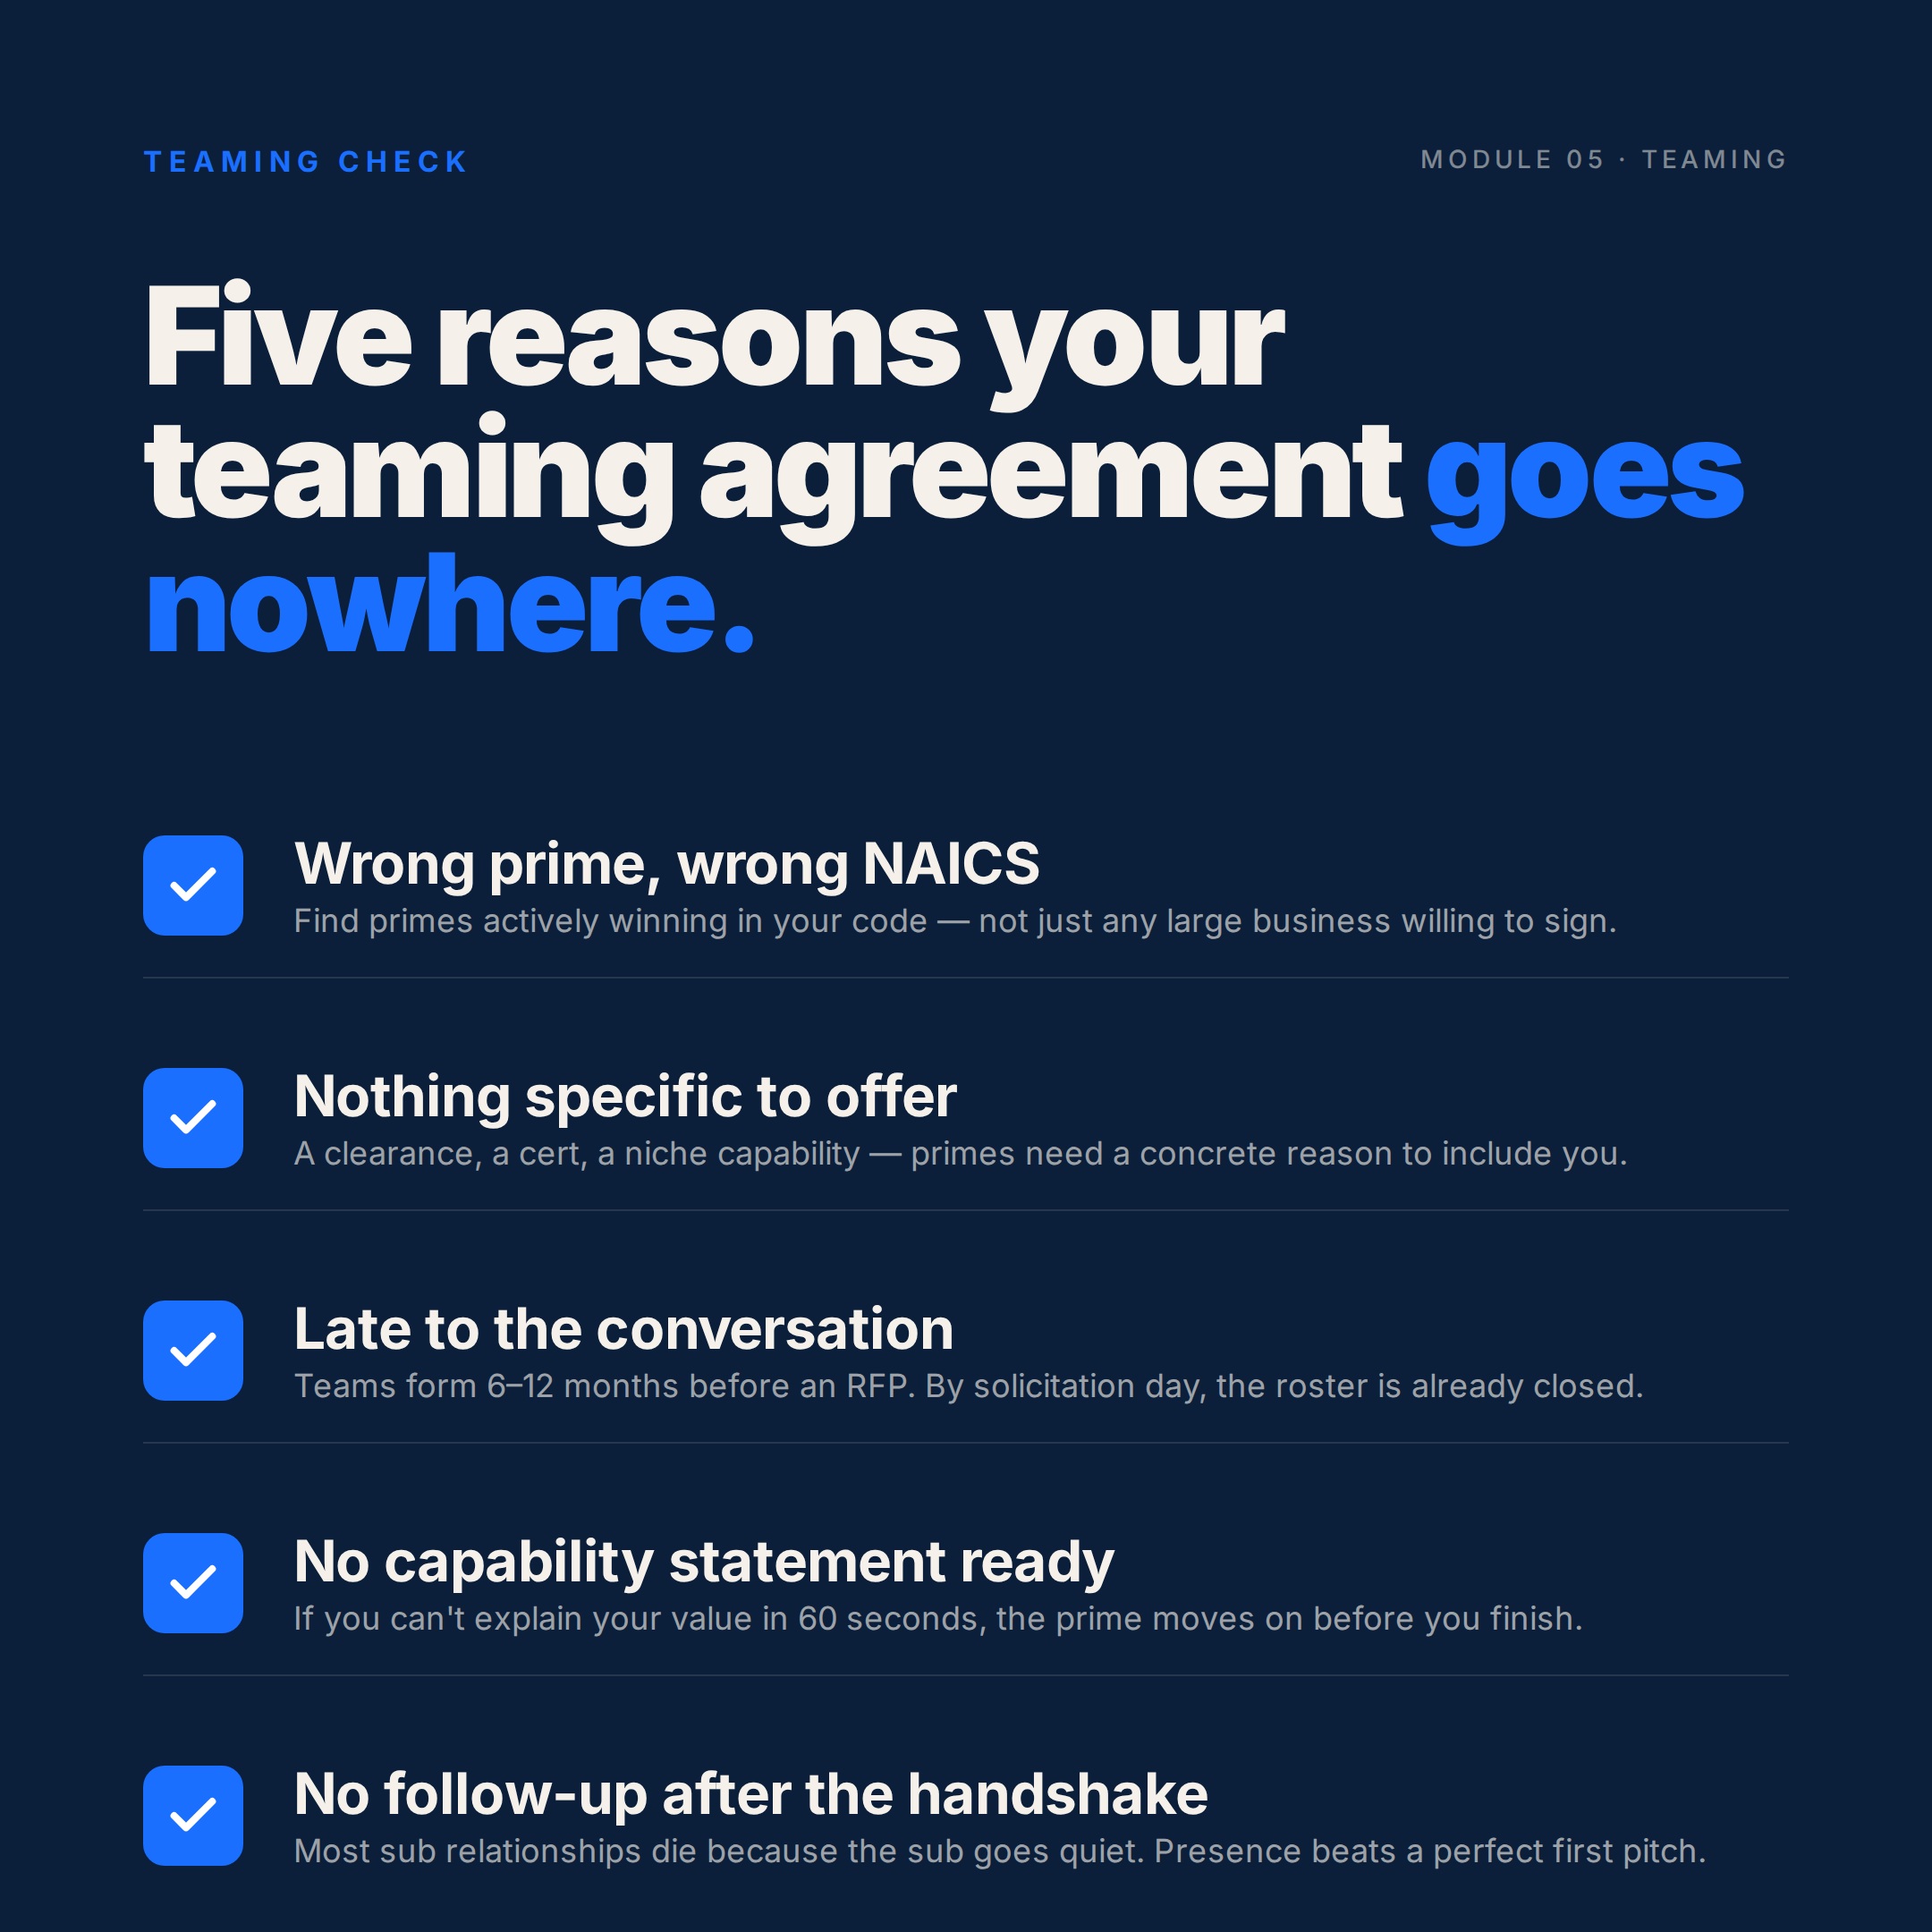 TEAMING CHECK
MODULE 05 · TEAMING
Five reasons your
teaming agreement goes
nowhere.
Wrong prime, wrong NAICS
Find primes actively winning in your code — not just any large business willing to sign.
Nothing specific to offer
A clearance, a cert, a niche capability — primes need a concrete reason to include you.
Late to the conversation
Teams form 6–12 months before an RFP. By solicitation day, the roster is already closed.
No capability statement ready
If you can't explain your value in 60 seconds, the prime moves on before you finish.
No follow-up after the handshake
Most sub relationships die because the sub goes quiet. Presence beats a perfect first pitch.